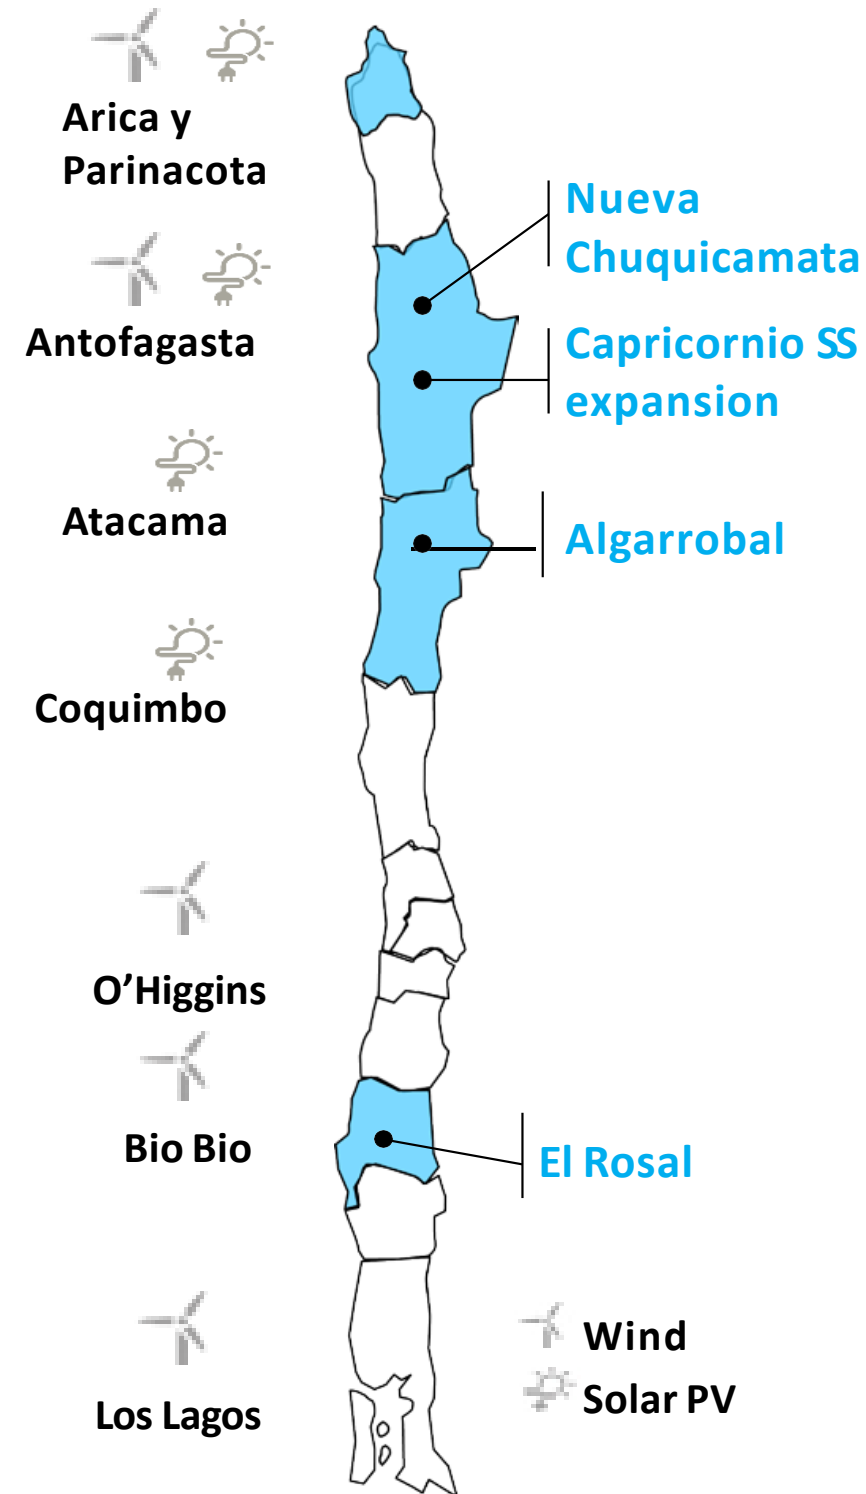 Arica y
Parinacota
Nueva
Chuquicamata
Antofagasta
Capricornio SS
expansion
Atacama
Algarrobal
Coquimbo
O’Higgins
Bio Bio
El Rosal
Wind
Solar PV
Los Lagos